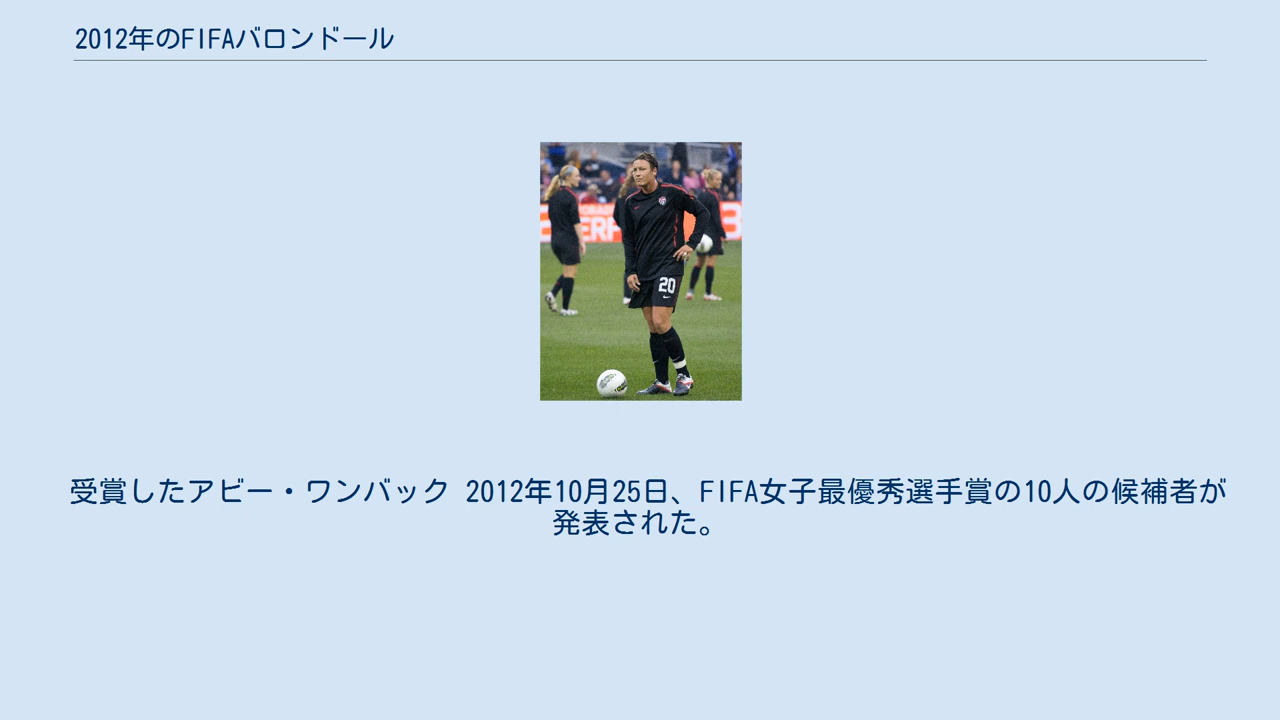 2012年のFIFAバロンドール
20
受賞したアビー・ワンバック 2012年10月25日、FIFA女子最優秀選手賞の10人の候補者が
発表された。